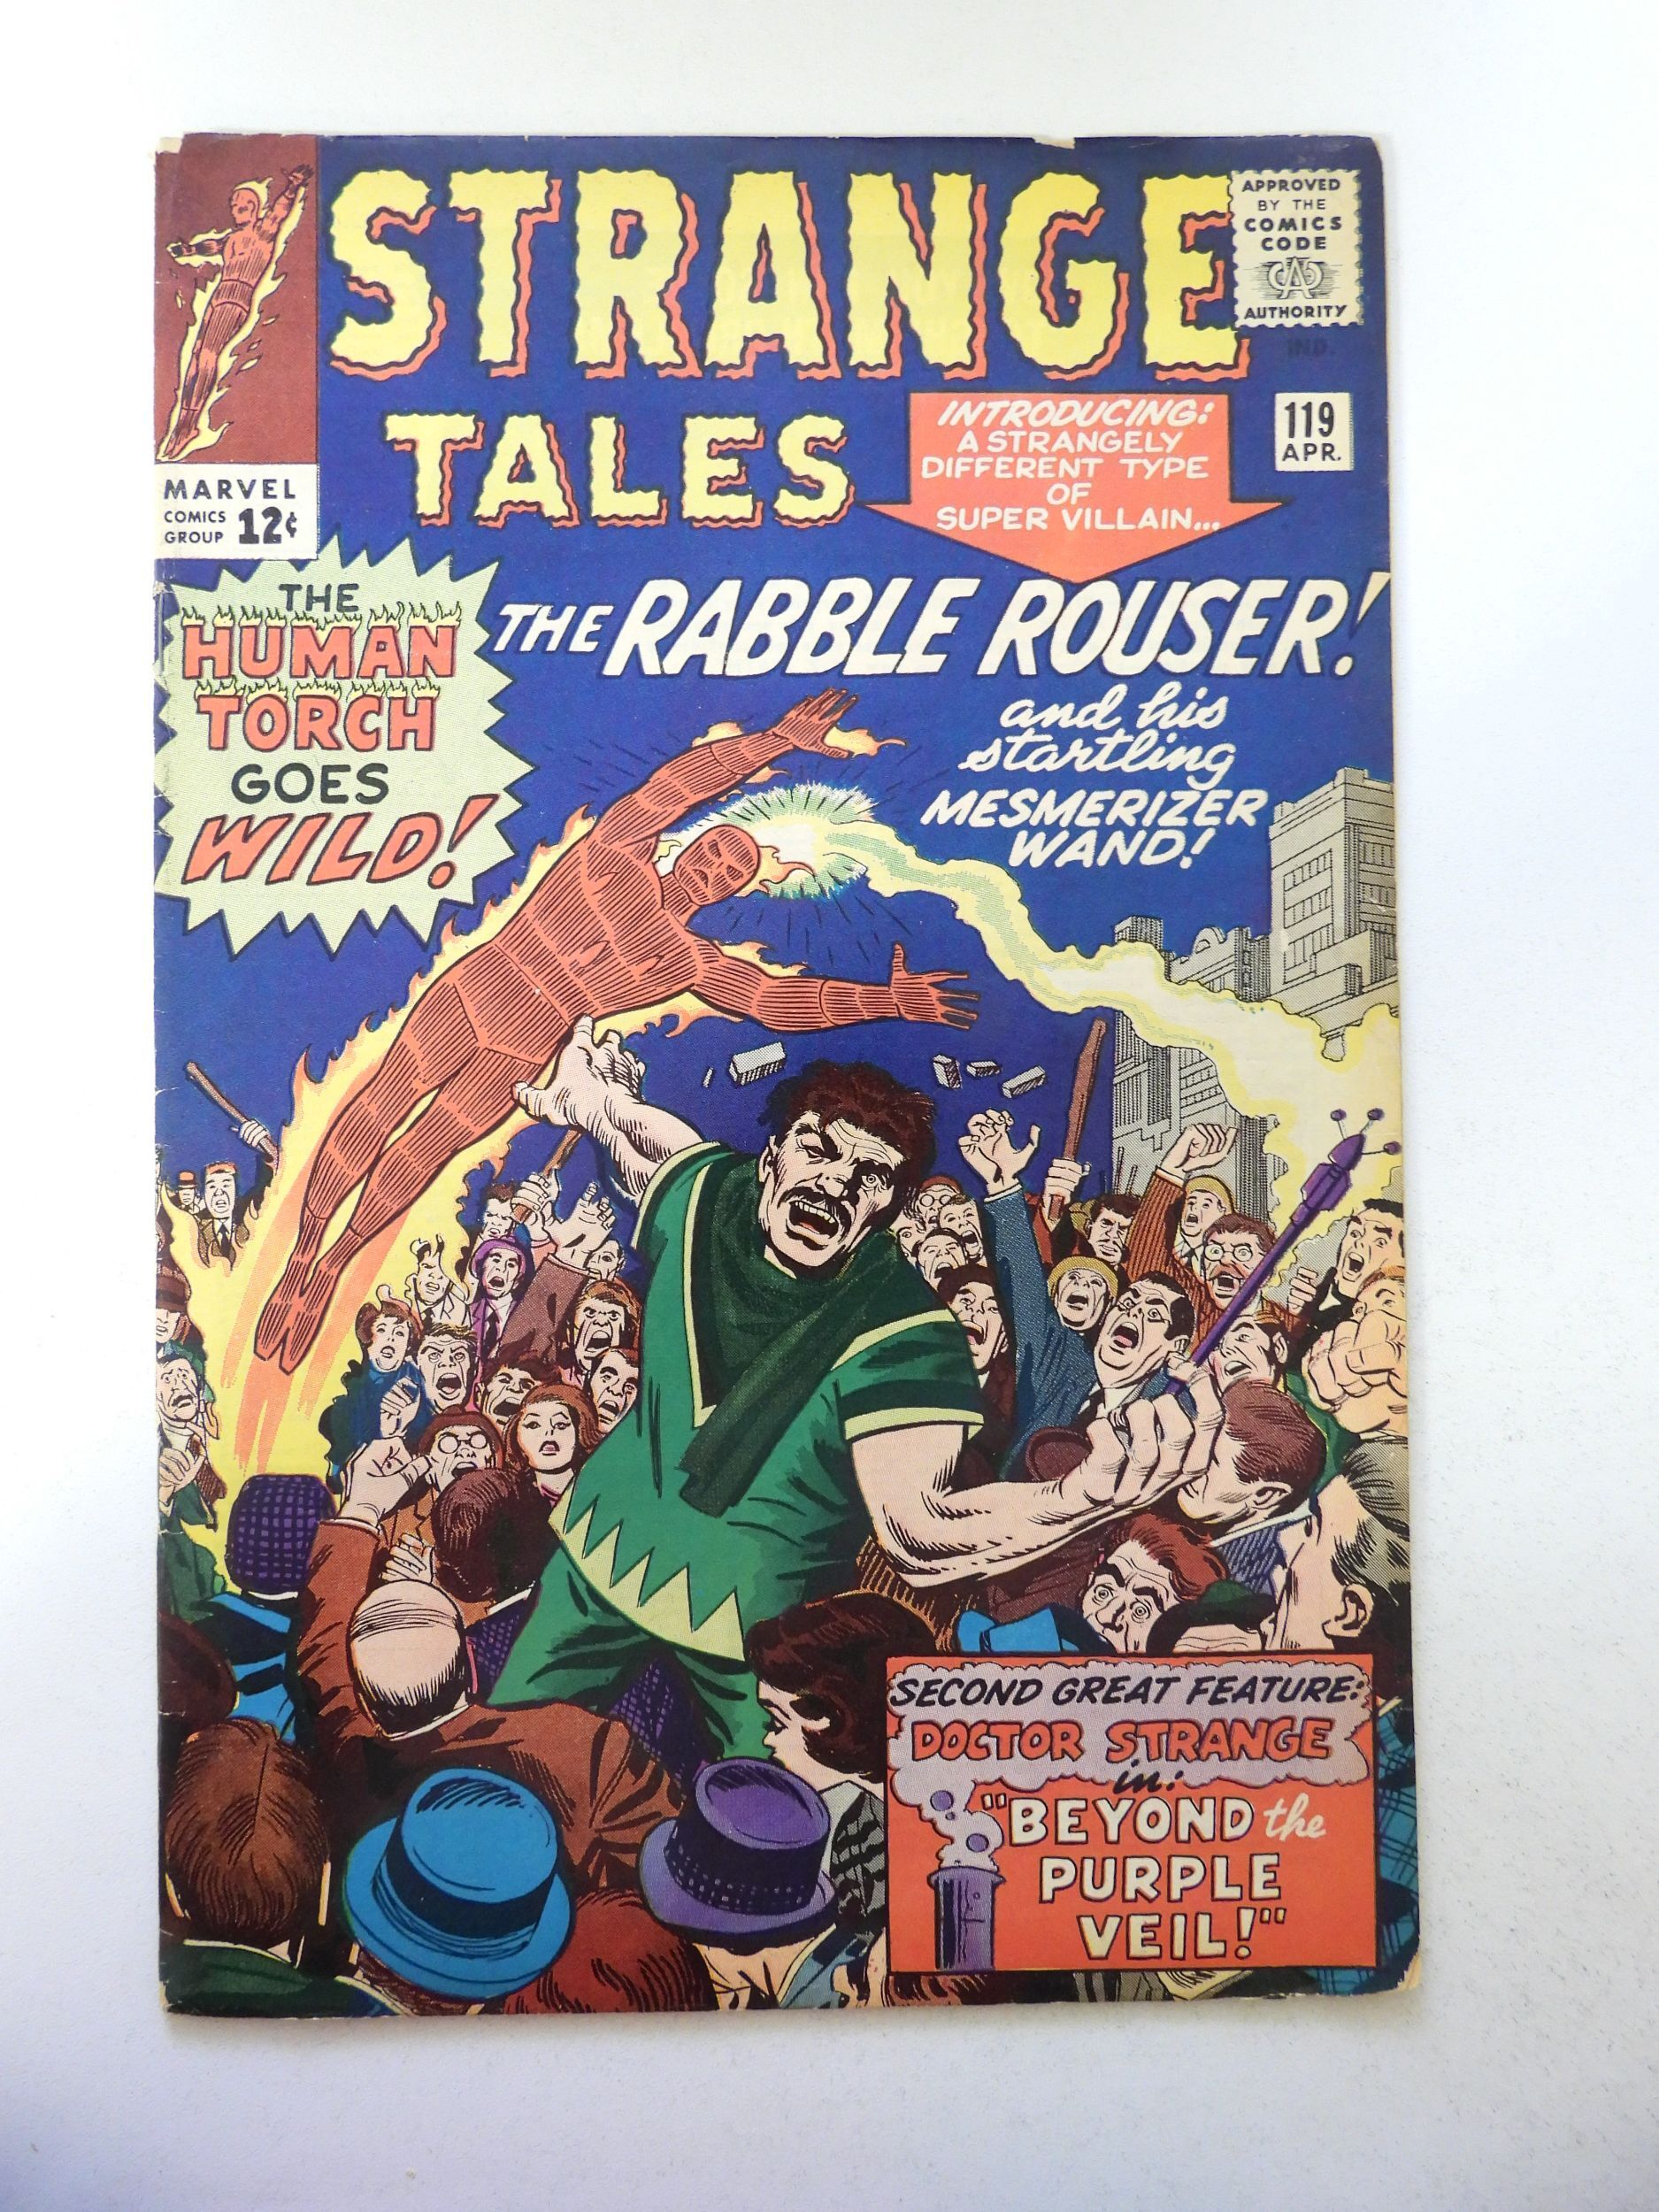 STRANGE
TALES
APPROVED
BY THE
COMICS
CODE
CA
AUTHORITY
IND.
MARVEL
COMICS
GROUP 12¢
INTRODUCING:
A STRANGELY
DIFFERENT TYPE
OF
SUPER VILLAIN...
119
APR.
THE
HUMAN
TORCH
GOES
WILD!
THE RABBLE ROUSER!
and his
startling
MESMERIZER
WAND!
SECOND GREAT FEATURE:
DOCTOR STRANGE
in:
"BEYOND the
PURPLE
VEIL!"